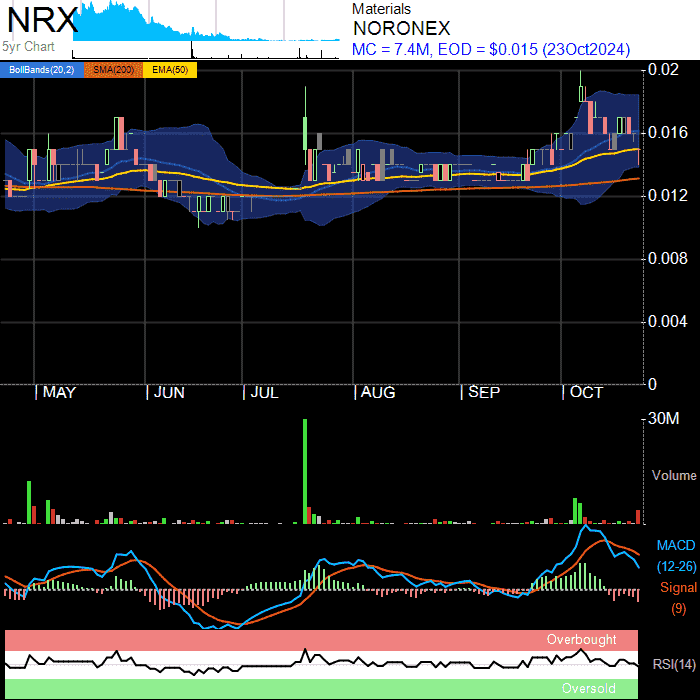 NRX
5yr Chart
Materials
NORONEX
MC = 7.4M, EOD = $0.015 (23Oct2024)
BollBands(20,2) SMA(200) EMA(50)
0.02
0.016
0.012
0.008
0.004
0
MAY JUN JUL AUG SEP OCT
30M
Volume
MACD
(12-26)
Signal
(9)
Overbought
RSI(14)
Oversold